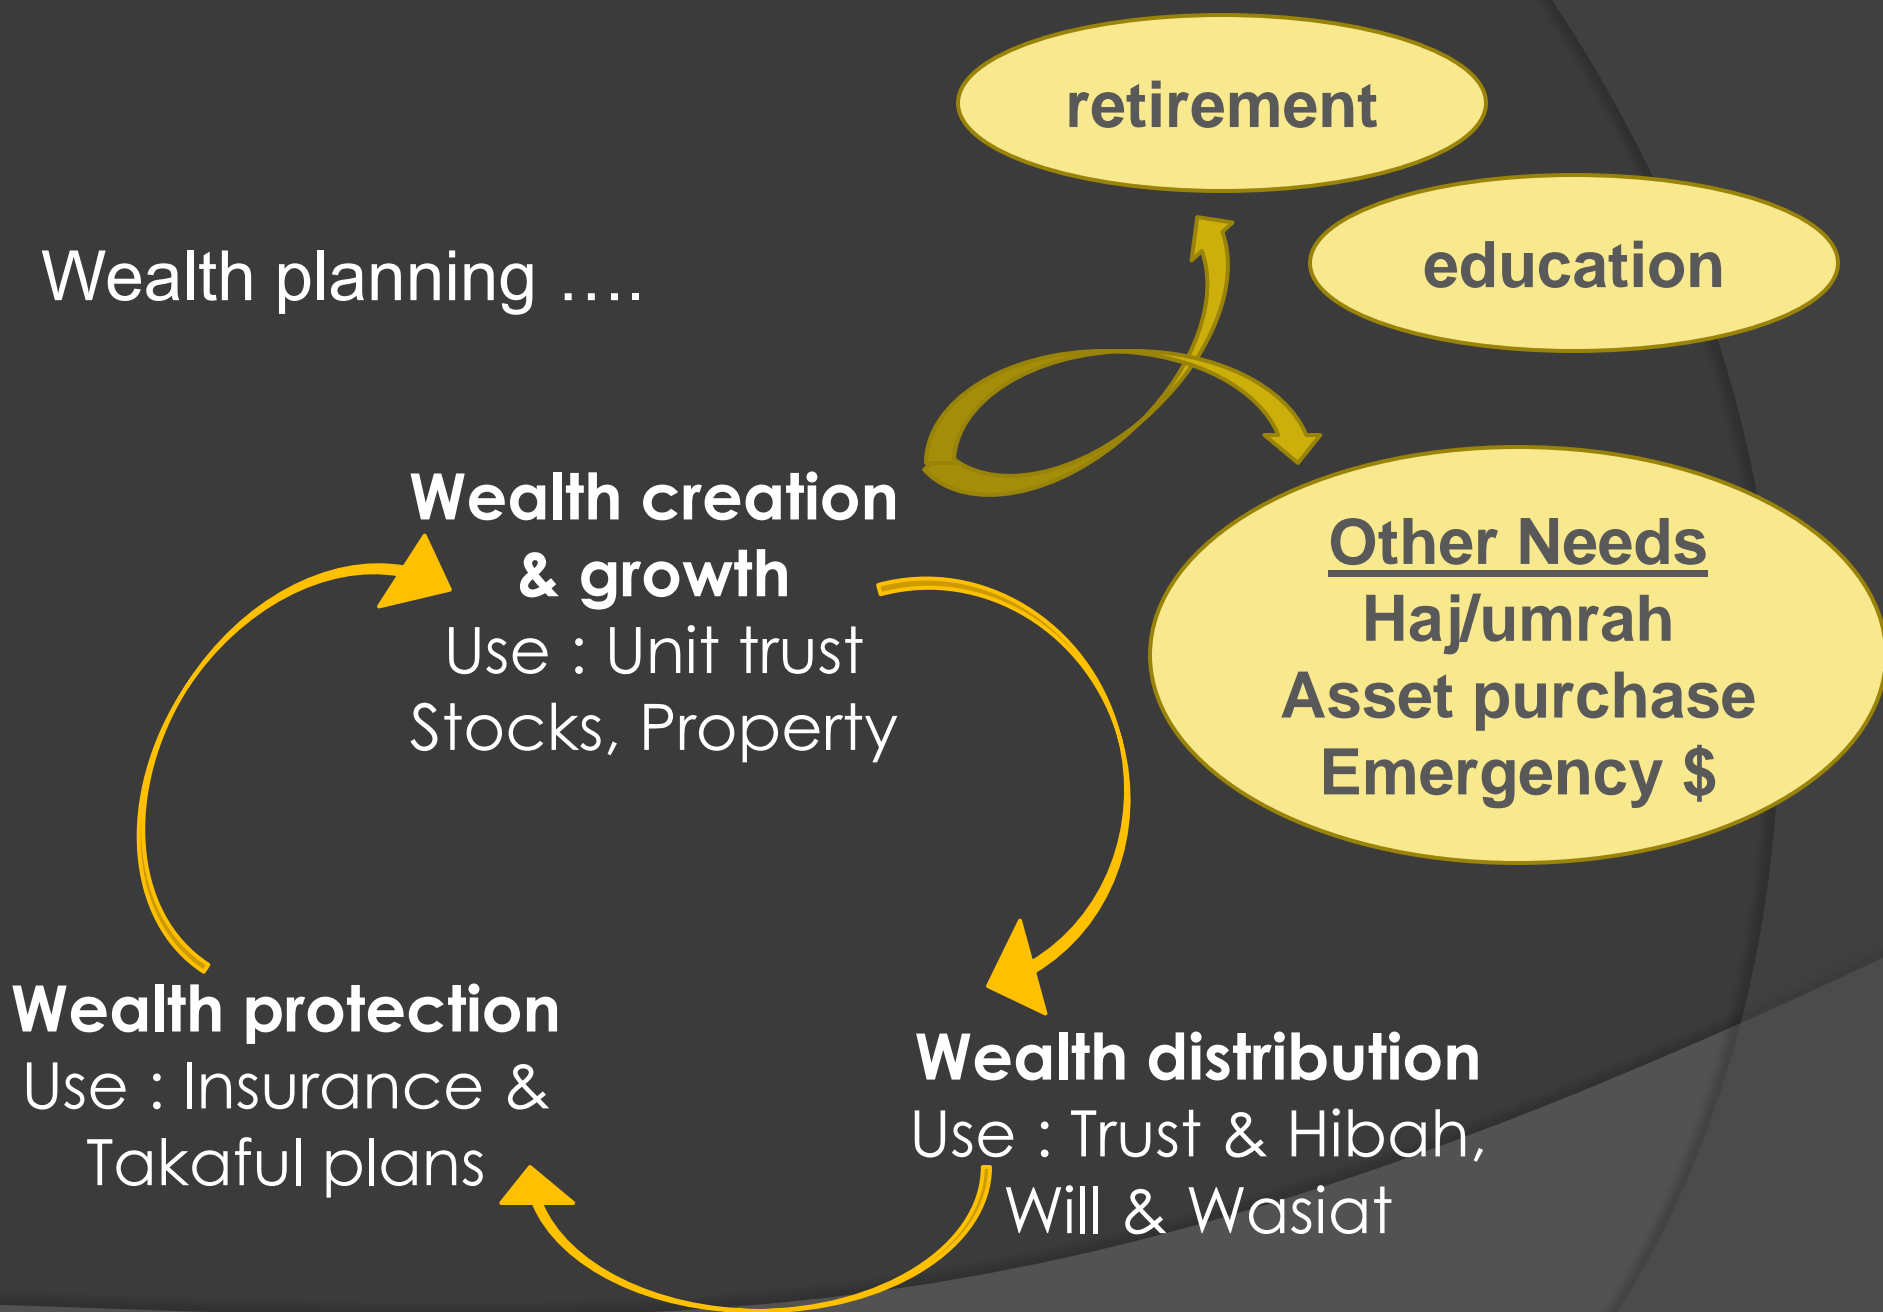 retirement
education
Wealth planning ....
Wealth creation
& growth
Use : Unit trust
Stocks, Property
Other Needs
Haj/umrah
Asset purchase
Emergency $
Wealth protection
Use : Insurance &
Takaful plans
Wealth distribution
Use : Trust & Hibah,
Will & Wasiat